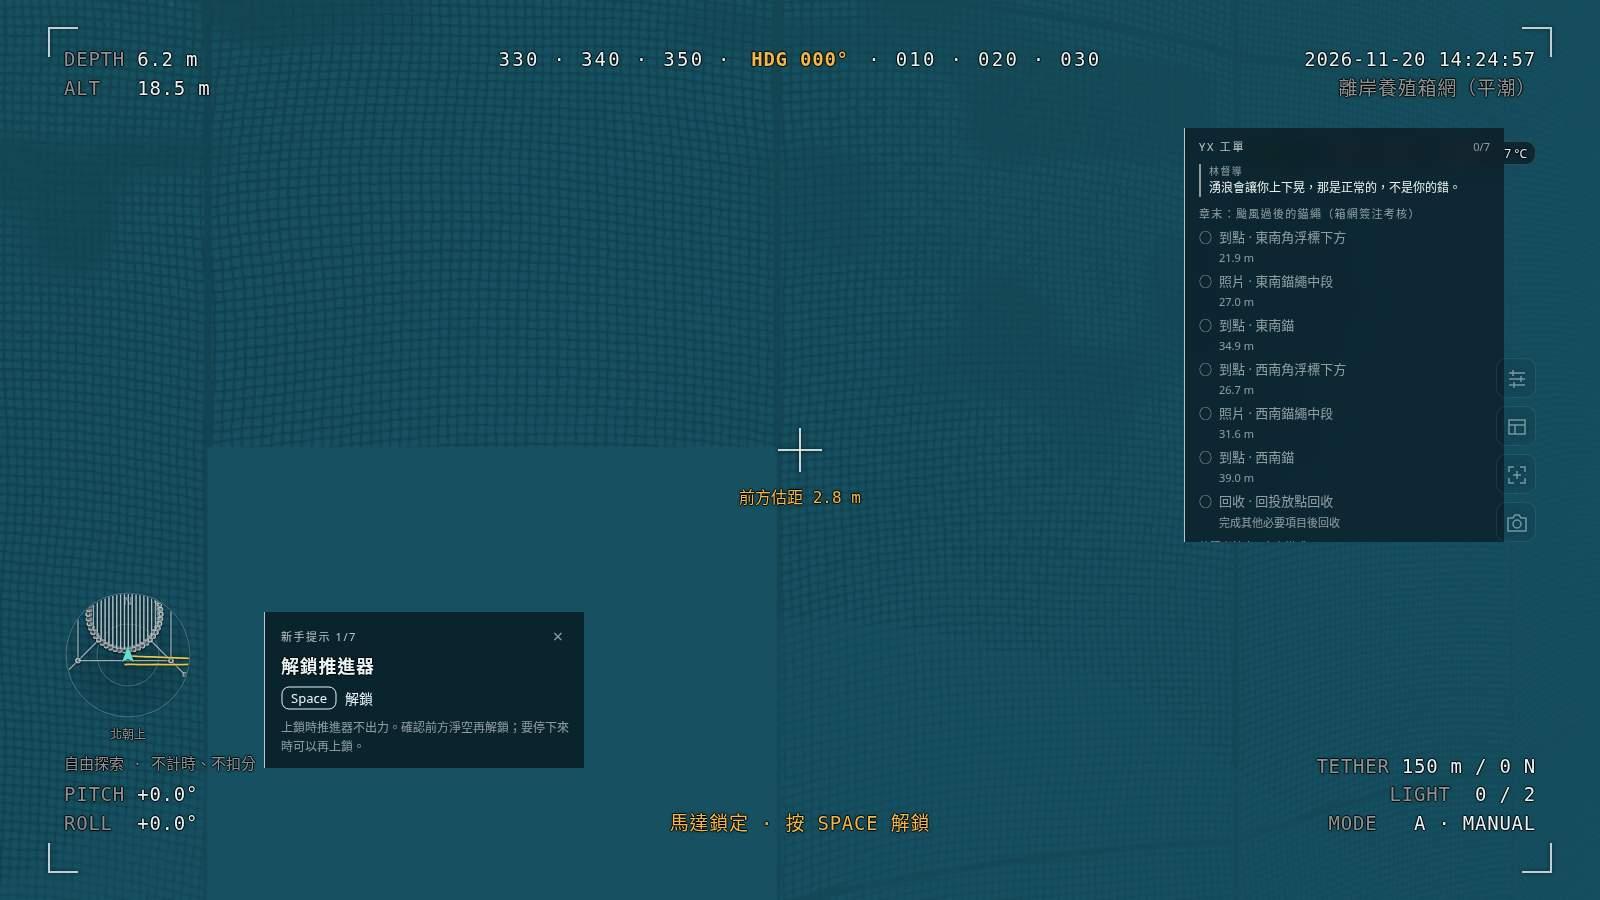 DEPTH 6.2 m
ALT 18.5 m
330 · 340 · 350 · HDG 000° · 010 · 020 · 030
2026-11-20 14:24:57
離岸養殖箱網（平潮）
7 °C
YX 工單 0/7
林督導
湧浪會讓你上下晃，那是正常的，不是你的錯。
章末：颱風過後的錨繩（箱網簽注考核）
到點 · 東南角浮標下方
21.9 m
照片 · 東南錨繩中段
27.0 m
到點 · 東南錨
34.9 m
到點 · 西南角浮標下方
26.7 m
照片 · 西南錨繩中段
31.6 m
到點 · 西南錨
39.0 m
回收 · 回投放點回收
完成其他必要項目後回收
前方估距 2.8 m
新手提示 1/7 ×
解鎖推進器
Space 解鎖
上鎖時推進器不出力。確認前方淨空再解鎖；要停下來
時可以再上鎖。
北朝上
自由探索 · 不計時、不扣分
PITCH +0.0°
ROLL +0.0°
馬達鎖定 · 按 SPACE 解鎖
TETHER 150 m / 0 N
LIGHT 0 / 2
MODE A · MANUAL